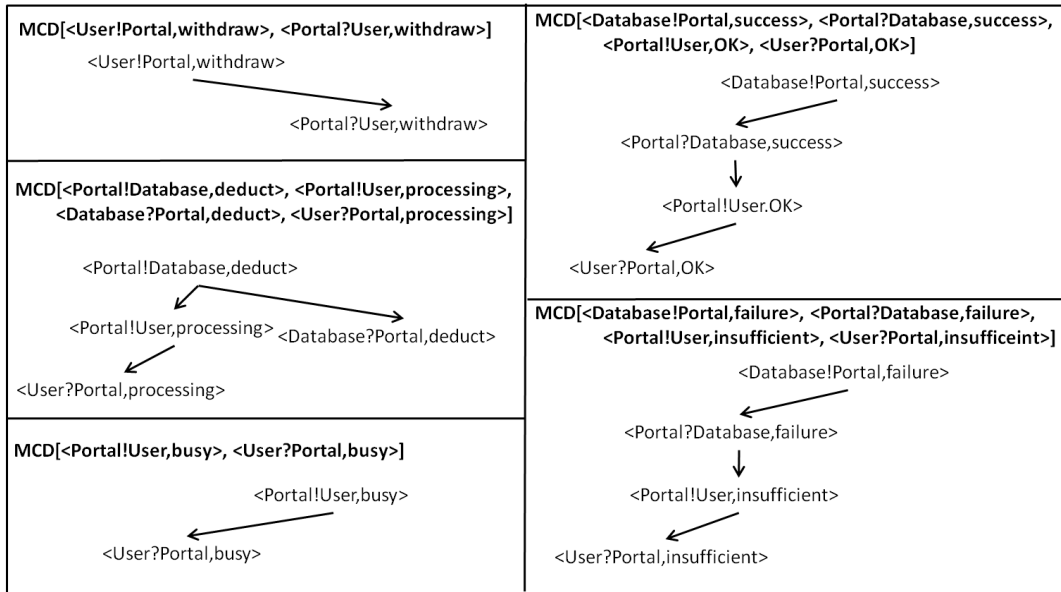 MCD[<User!Portal,withdraw>, <Portal?User,withdraw>]
<User!Portal,withdraw>
<Portal?User,withdraw>
MCD[<Portal!Database,deduct>, <Portal!User,processing>,
<Database?Portal,deduct>, <User?Portal,processing>]
<Portal!Database,deduct>
<Portal!User,processing>
<Database?Portal,deduct>
<User?Portal,processing>
MCD[<Portal!User,busy>, <User?Portal,busy>]
<Portal!User,busy>
<User?Portal,busy>
MCD[<Database!Portal,success>, <Portal?Database,success>,
<Portal!User,OK>, <User?Portal,OK>]
<Database!Portal,success>
<Portal?Database,success>
<Portal!User.OK>
<User?Portal,OK>
MCD[<Database!Portal,failure>, <Portal?Database,failure>,
<Portal!User,insufficient>, <User?Portal,insufficeint>]
<Database!Portal,failure>
<Portal?Database,failure>
<Portal!User,insufficient>
<User?Portal,insufficient>